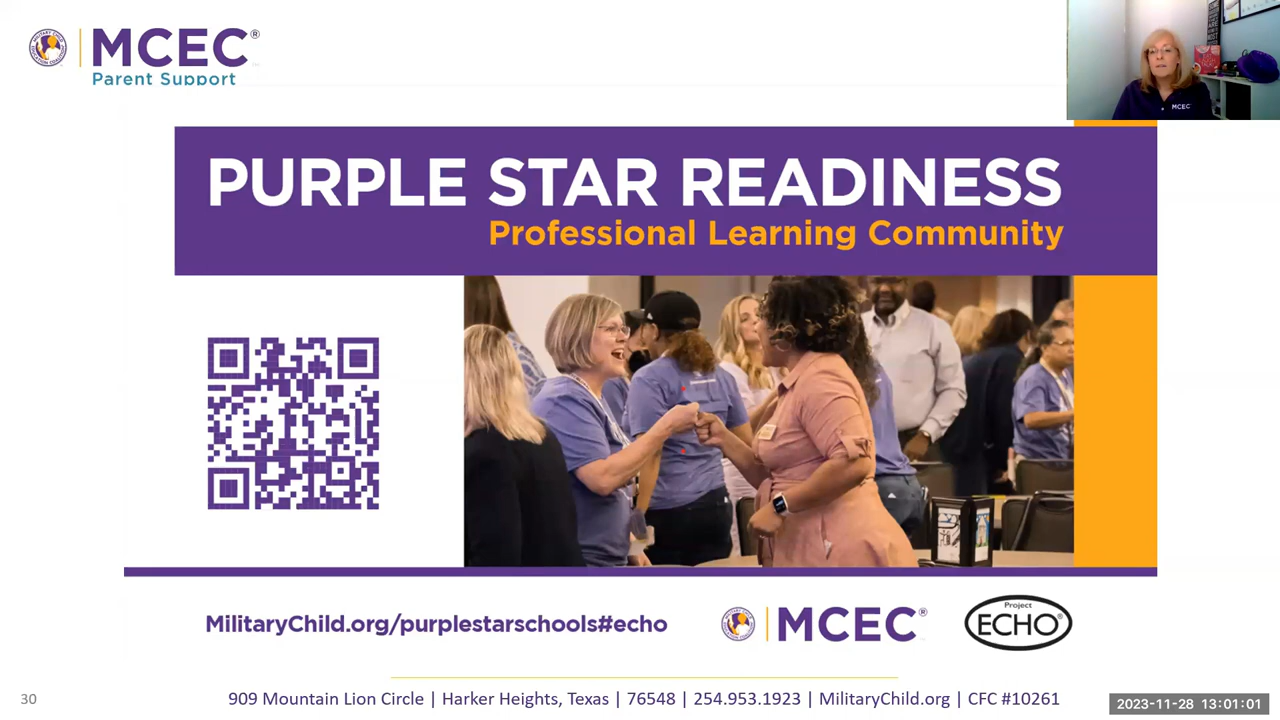 MCEC®
Parent Support
MCEC
PURPLE STAR READINESS
Professional Learning Community
MilitaryChild.org/purplestarschools#echo
MCEC®
Project
ECHO®
30
909 Mountain Lion Circle | Harker Heights, Texas | 76548 | 254.953.1923 | MilitaryChild.org | CFC #10261
2023-11-28 13:01:01